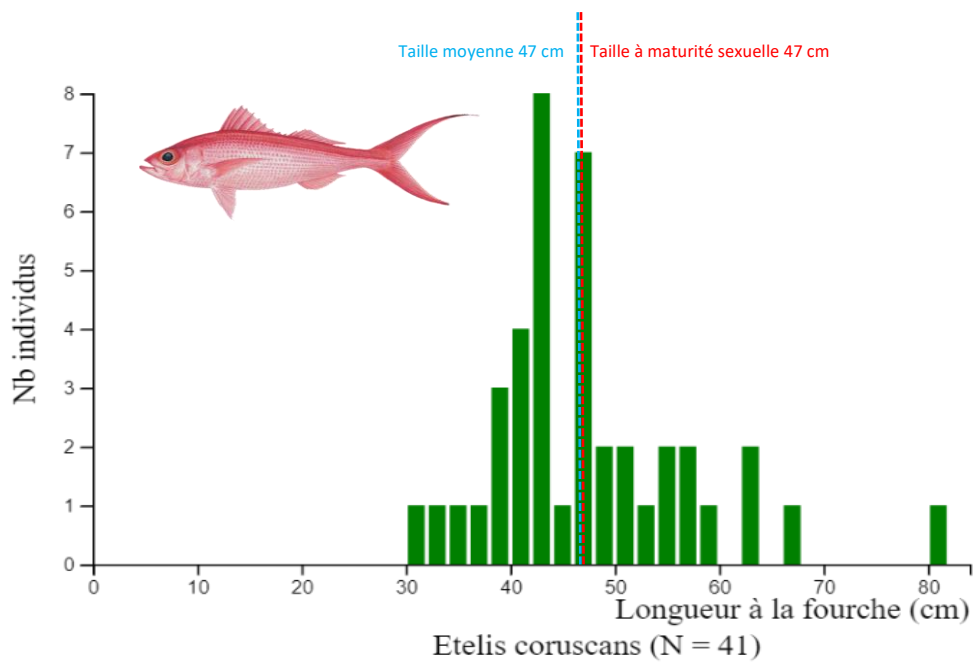 Taille moyenne 47 cm
Taille à maturité sexuelle 47 cm
8
7
6
5
4
3
2
1
0
Nb individus
0 10 20 30 40 50 60 70 80
Longueur à la fourche (cm)
Etelis coruscans (N = 41)